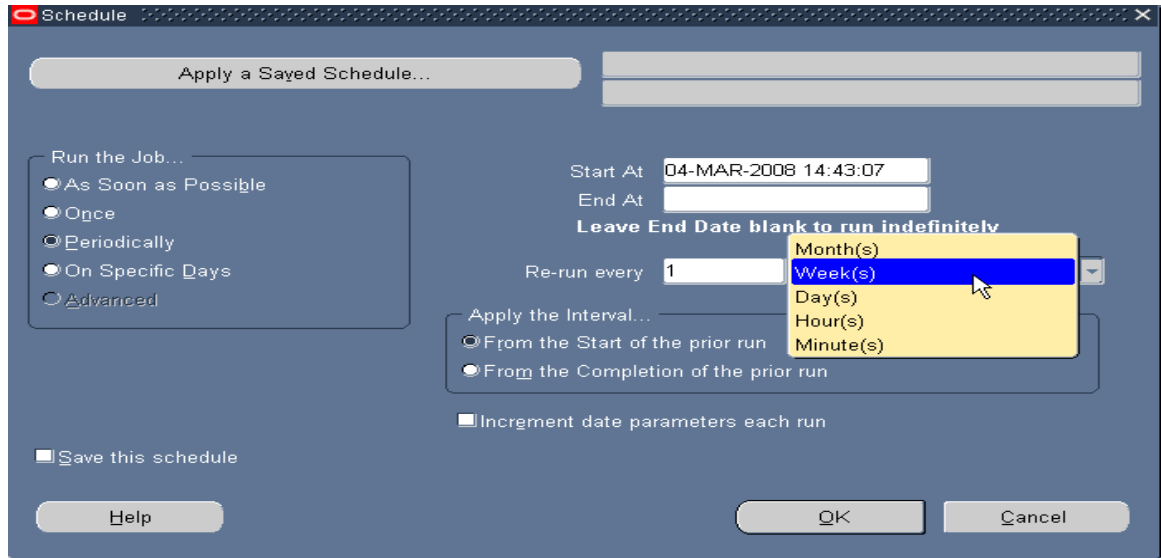 Schedule
Apply a Saved Schedule...
Run the Job...
As Soon as Possible
Once
Periodically
On Specific Days
Advanced
Start At 04-MAR-2008 14:43:07
End At
Leave End Date blank to run indefinitely
Re-run every 1
Month(s)
Week(s)
Day(s)
Hour(s)
Minute(s)
Apply the Interval...
From the Start of the prior run
From the Completion of the prior run
Increment date parameters each run
Save this schedule
Help
OK
Cancel